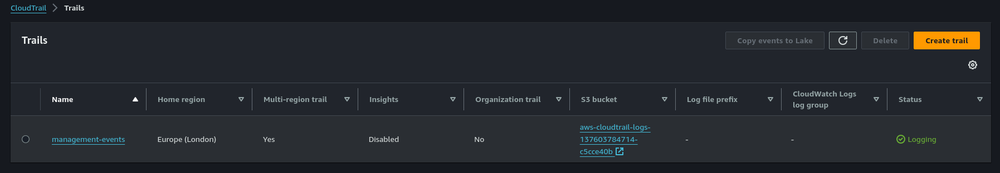 CloudTrail > Trails
Trails
Copy events to Lake
Delete
Create trail
Name
Home region
Multi-region trail
Insights
Organization trail
S3 bucket
Log file prefix
CloudWatch Logs
log group
Status
management-events
Europe (London)
Yes
Disabled
No
aws-cloudtrail-logs-
137603784714-
c5cce40b
-
-
Logging